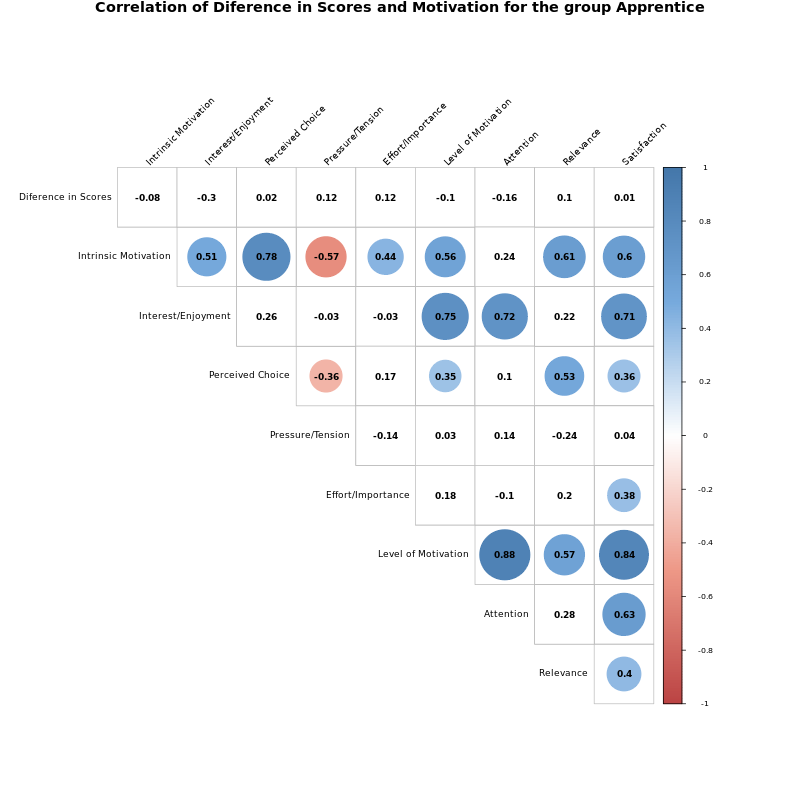 Correlation of Diference in Scores and Motivation for the group Apprentice
Intrinsic Motivation
Interest/Enjoyment
Perceived Choice
Pressure/Tension
Effort/Importance
Level of Motivation
Attention
Relevance
Satisfaction
Diference in Scores -0.08 -0.3 0.02 0.12 0.12 -0.1 -0.16 0.1 0.01
Intrinsic Motivation 0.51 0.78 -0.57 0.44 0.56 0.24 0.61 0.6
Interest/Enjoyment 0.26 -0.03 -0.03 0.75 0.72 0.22 0.71
Perceived Choice -0.36 0.17 0.35 0.1 0.53 0.36
Pressure/Tension -0.14 0.03 0.14 -0.24 0.04
Effort/Importance 0.18 -0.1 0.2 0.38
Level of Motivation 0.88 0.57 0.84
Attention 0.28 0.63
Relevance 0.4
1
0.8
0.6
0.4
0.2
0
-0.2
-0.4
-0.6
-0.8
-1